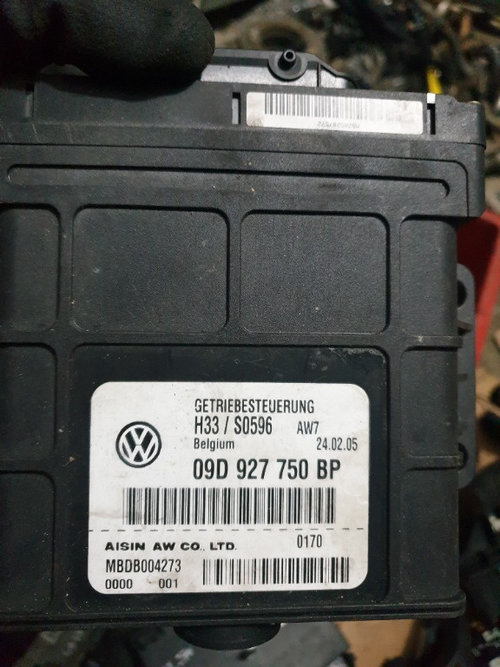 GETRIEBESTEUERUNG
H33 / S0596 AW7
Belgium 24.02.05
09D 927 750 BP
AISIN AW CO., LTD. 0170
MBDB004273
0000 001